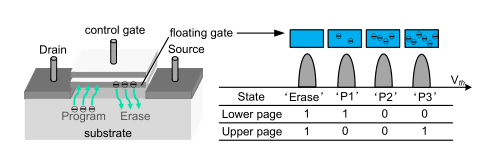 control gate
floating gate
Drain
Source
Program
Erase
substrate
V_th
State 'Erase' 'P1' 'P2' 'P3'
Lower page 1 1 0 0
Upper page 1 0 0 1